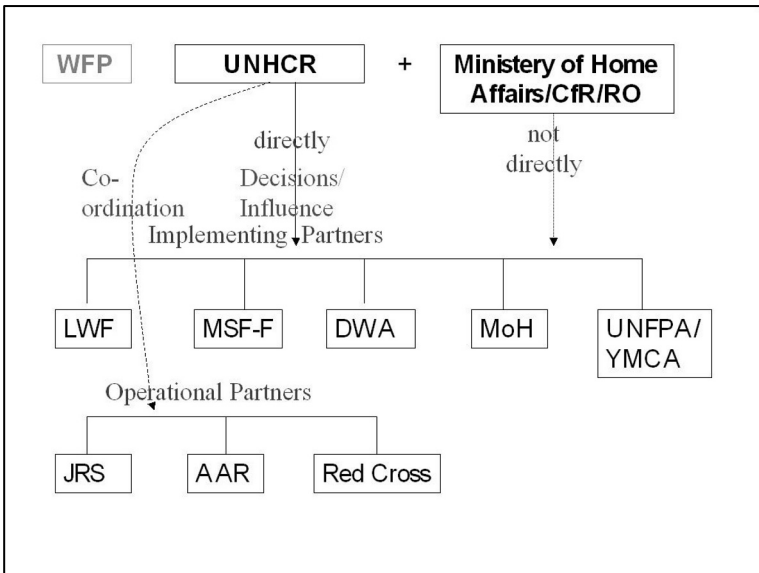 WFP
UNHCR
+
Ministery of Home
Affairs/CfR/RO
directly
not
directly
Co-
ordination
Decisions/
Influence
Implementing Partners
LWF
MSF-F
DWA
MoH
UNFPA/
YMCA
Operational Partners
JRS
AAR
Red Cross